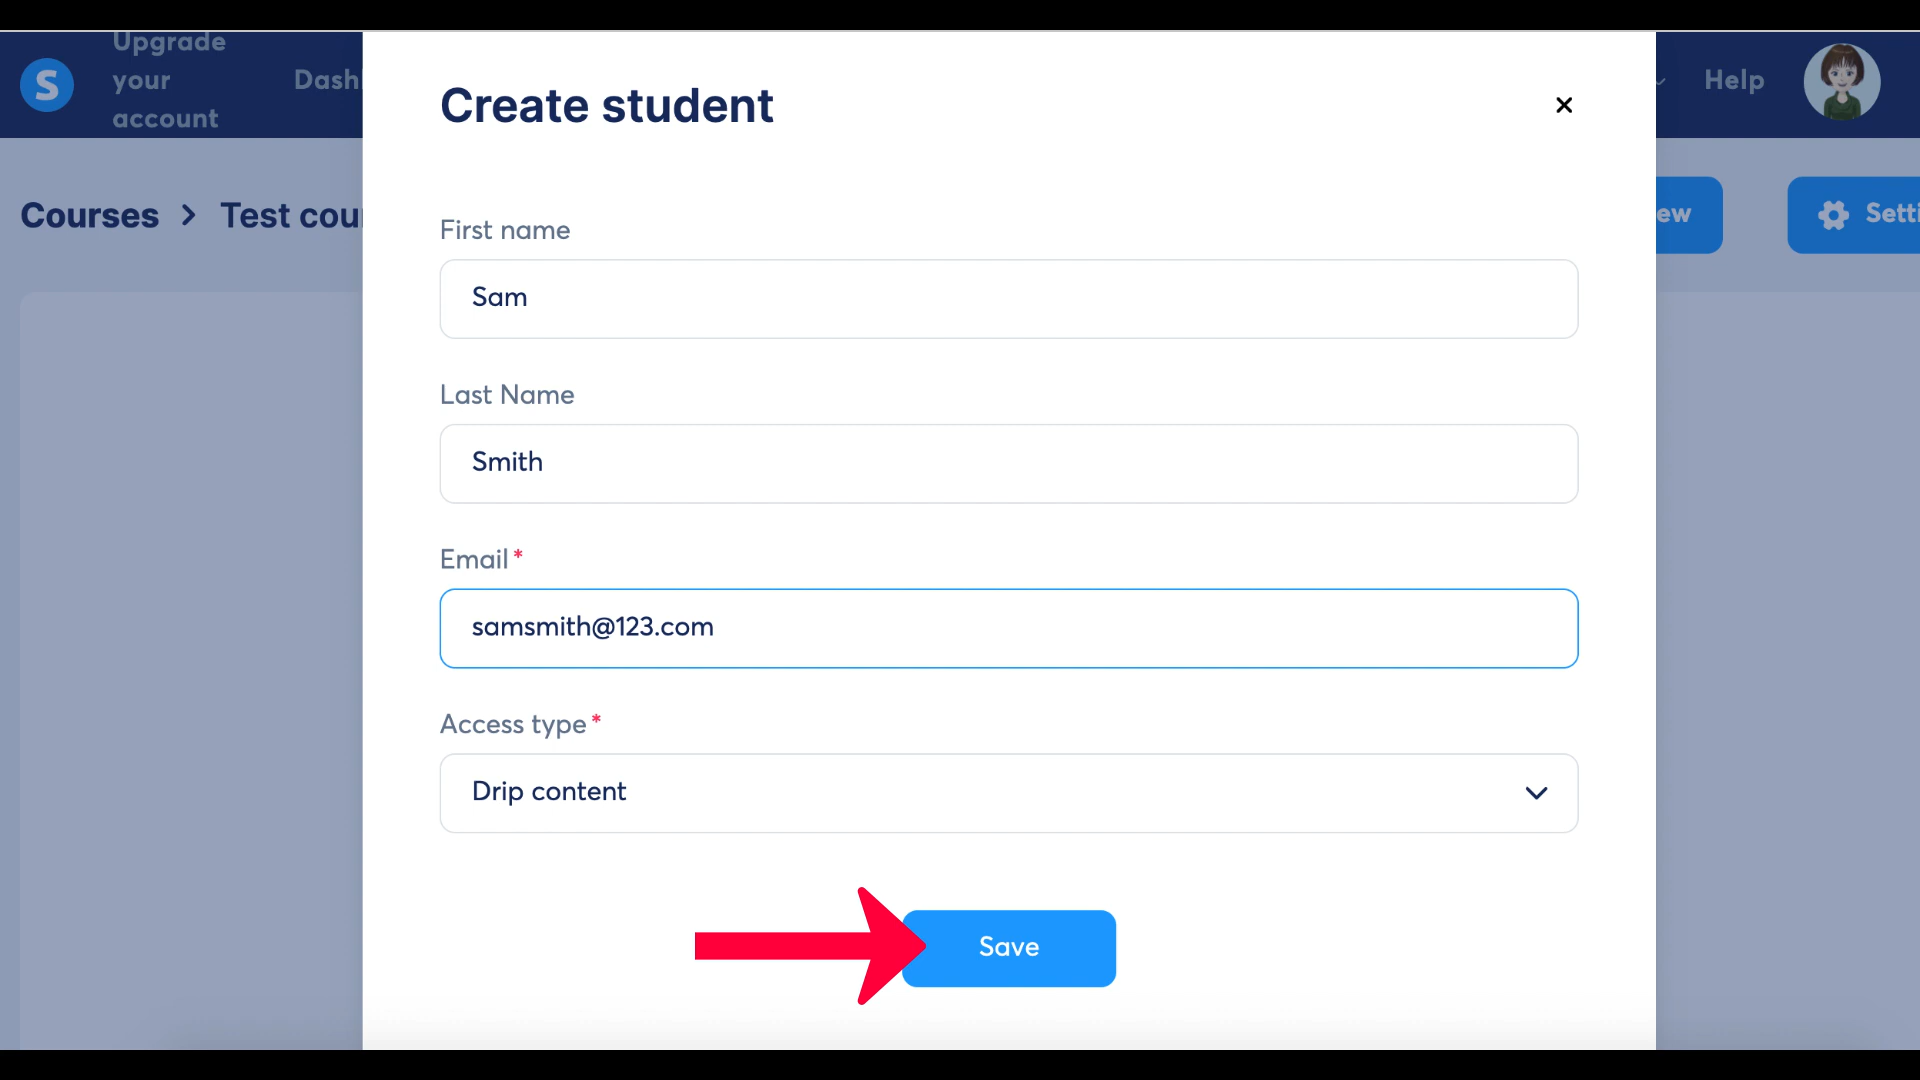 Upgrade
your
account
S
Dash
Help
Create student
Courses > Test cou
ew
Setti
First name
Sam
Last Name
Smith
Email*
samsmith@123.com
Access type*
Drip content
Save